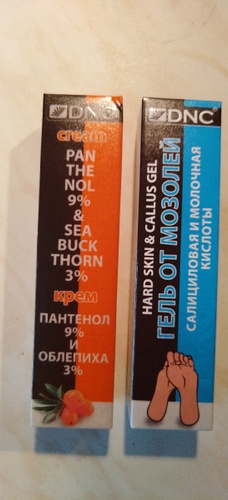 DNC
cream
PAN
THE
NOL
9%
&
SEA
BUCK
THORN
3%
крем
ПАНТЕНОЛ
9%
И
ОБЛЕПИХА
3%
DNC®
HARD SKIN & CALLUS GEL
ГЕЛЬ ОТ МОЗОЛЕЙ
САЛИЦИЛОВАЯ И МОЛОЧНАЯ
КИСЛОТЫ